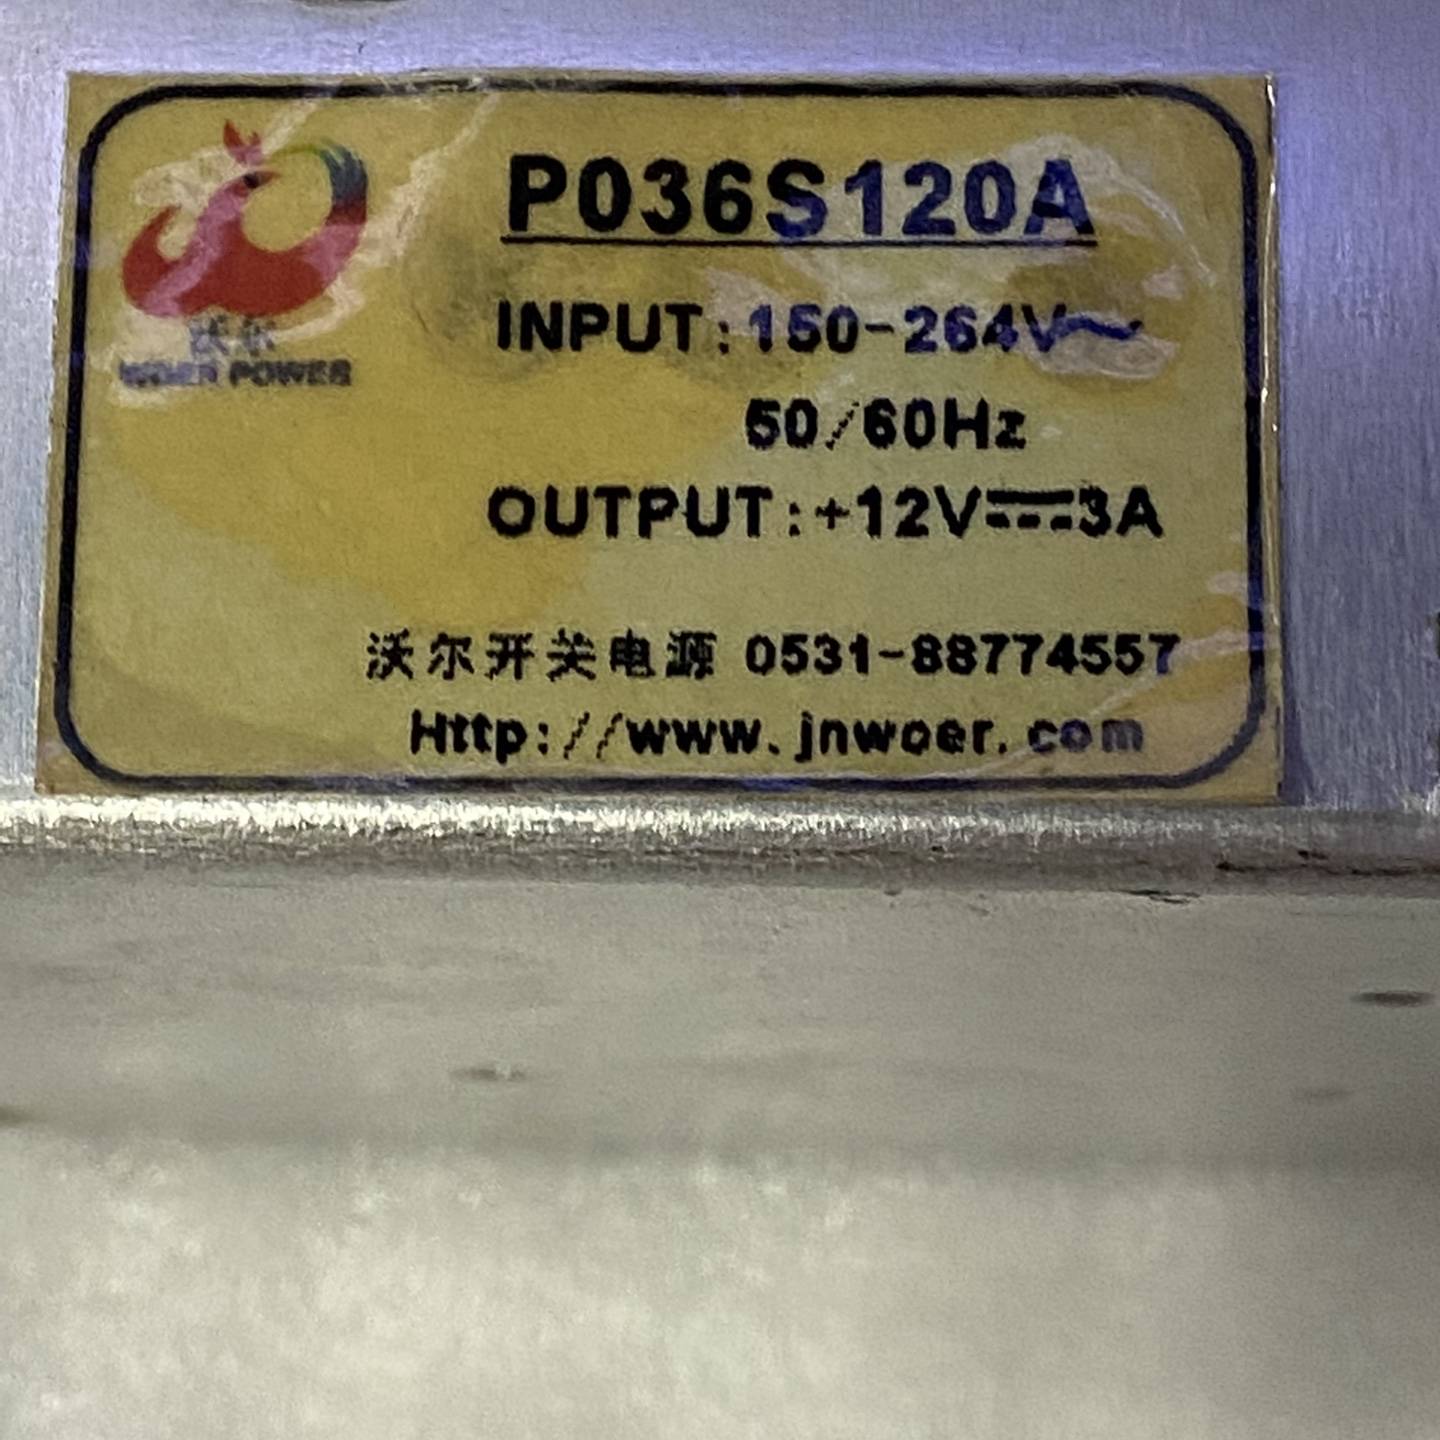 P036S120A
沃尔
WOER POWER
INPUT:150-264V～
50/60Hz
OUTPUT:+12V⎓3A
沃尔开关电源 0531-88774557
Http://www.jnwoer.com